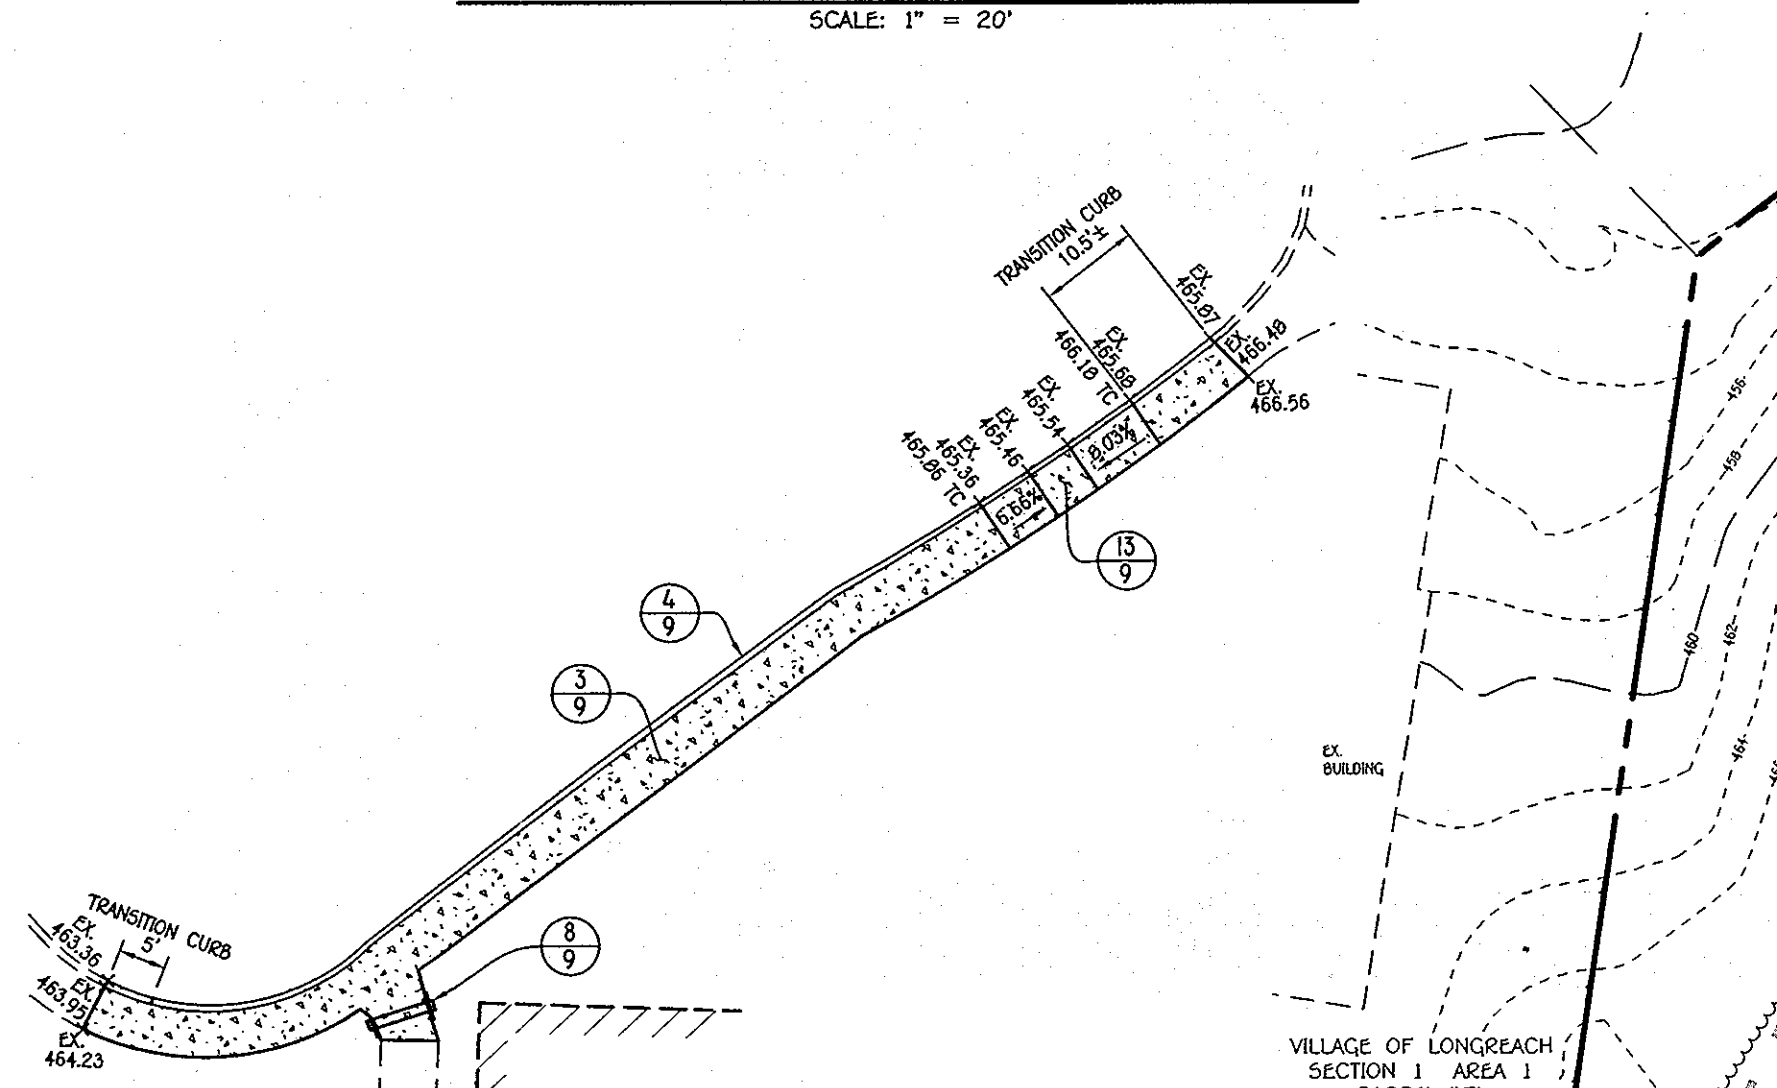 SCALE: 1" = 20'
TRANSITION CURB
10.5'±
EX.
465.87
EX.
466.48
EX.
466.56
EX.
465.68
466.18 TC
EX.
465.54
EX.
465.46
EX.
465.36
465.86 TC
8.03%
6.66%
13
9
4
9
3
9
8
9
TRANSITION CURB
5'
EX.
463.36
EX.
463.95
EX.
464.23
EX.
BUILDING
456
458
460
462
464
VILLAGE OF LONGREACH
SECTION 1 AREA 1